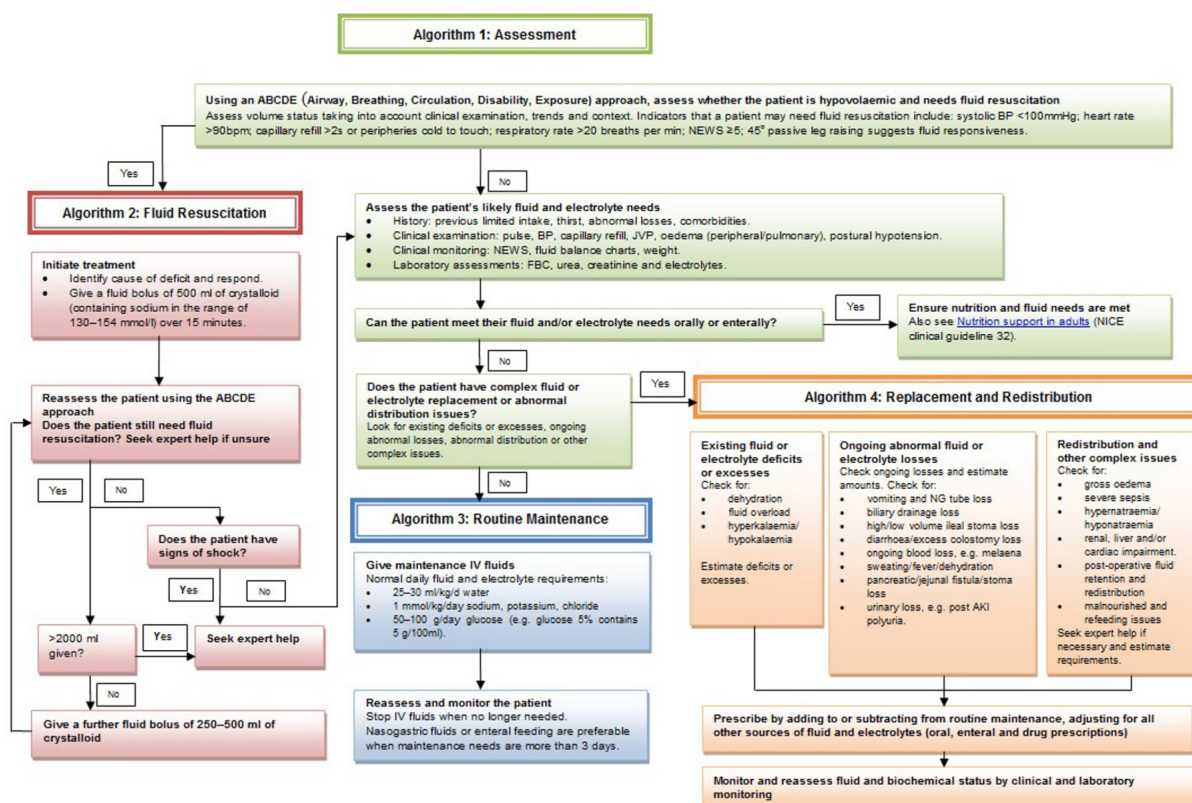 Algorithm 1: Assessment
Using an ABCDE (Airway, Breathing, Circulation, Disability, Exposure) approach, assess whether the patient is hypovolaemic and needs fluid resuscitation
Assess volume status taking into account clinical examination, trends and context. Indicators that a patient may need fluid resuscitation include: systolic BP <100mmHg; heart rate
>90bpm; capillary refill >2s or peripheries cold to touch; respiratory rate >20 breaths per min; NEWS ≥5; 45° passive leg raising suggests fluid responsiveness.
Yes
No
Algorithm 2: Fluid Resuscitation
Initiate treatment
• Identify cause of deficit and respond.
• Give a fluid bolus of 500 ml of crystalloid
(containing sodium in the range of
130–154 mmol/l) over 15 minutes.
Reassess the patient using the ABCDE
approach
Does the patient still need fluid
resuscitation? Seek expert help if unsure
Yes
No
Does the patient have
signs of shock?
Yes
No
>2000 ml
given?
Yes
Seek expert help
No
Give a further fluid bolus of 250–500 ml of
crystalloid
Assess the patient's likely fluid and electrolyte needs
• History: previous limited intake, thirst, abnormal losses, comorbidities.
• Clinical examination: pulse, BP, capillary refill, JVP, oedema (peripheral/pulmonary), postural hypotension.
• Clinical monitoring: NEWS, fluid balance charts, weight.
• Laboratory assessments: FBC, urea, creatinine and electrolytes.
Can the patient meet their fluid and/or electrolyte needs orally or enterally?
Yes
Ensure nutrition and fluid needs are met
Also see Nutrition support in adults (NICE
clinical guideline 32).
No
Does the patient have complex fluid or
electrolyte replacement or abnormal
distribution issues?
Look for existing deficits or excesses, ongoing
abnormal losses, abnormal distribution or other
complex issues.
Yes
No
Algorithm 3: Routine Maintenance
Give maintenance IV fluids
Normal daily fluid and electrolyte requirements:
• 25–30 ml/kg/d water
• 1 mmol/kg/day sodium, potassium, chloride
• 50–100 g/day glucose (e.g. glucose 5% contains
5 g/100ml).
Reassess and monitor the patient
Stop IV fluids when no longer needed.
Nasogastric fluids or enteral feeding are preferable
when maintenance needs are more than 3 days.
Algorithm 4: Replacement and Redistribution
Existing fluid or
electrolyte deficits
or excesses
Check for:
• dehydration
• fluid overload
• hyperkalaemia/
hypokalaemia
Estimate deficits or
excesses.
Ongoing abnormal fluid or
electrolyte losses
Check ongoing losses and estimate
amounts. Check for:
• vomiting and NG tube loss
• biliary drainage loss
• high/low volume ileal stoma loss
• diarrhoea/excess colostomy loss
• ongoing blood loss, e.g. melaena
• sweating/fever/dehydration
• pancreatic/jejunal fistula/stoma
loss
• urinary loss, e.g. post AKI
polyuria.
Redistribution and
other complex issues
Check for:
• gross oedema
• severe sepsis
• hypernatraemia/
hyponatraemia
• renal, liver and/or
cardiac impairment.
• post-operative fluid
retention and
redistribution
• malnourished and
refeeding issues
Seek expert help if
necessary and estimate
requirements.
Prescribe by adding to or subtracting from routine maintenance, adjusting for all
other sources of fluid and electrolytes (oral, enteral and drug prescriptions)
Monitor and reassess fluid and biochemical status by clinical and laboratory
monitoring